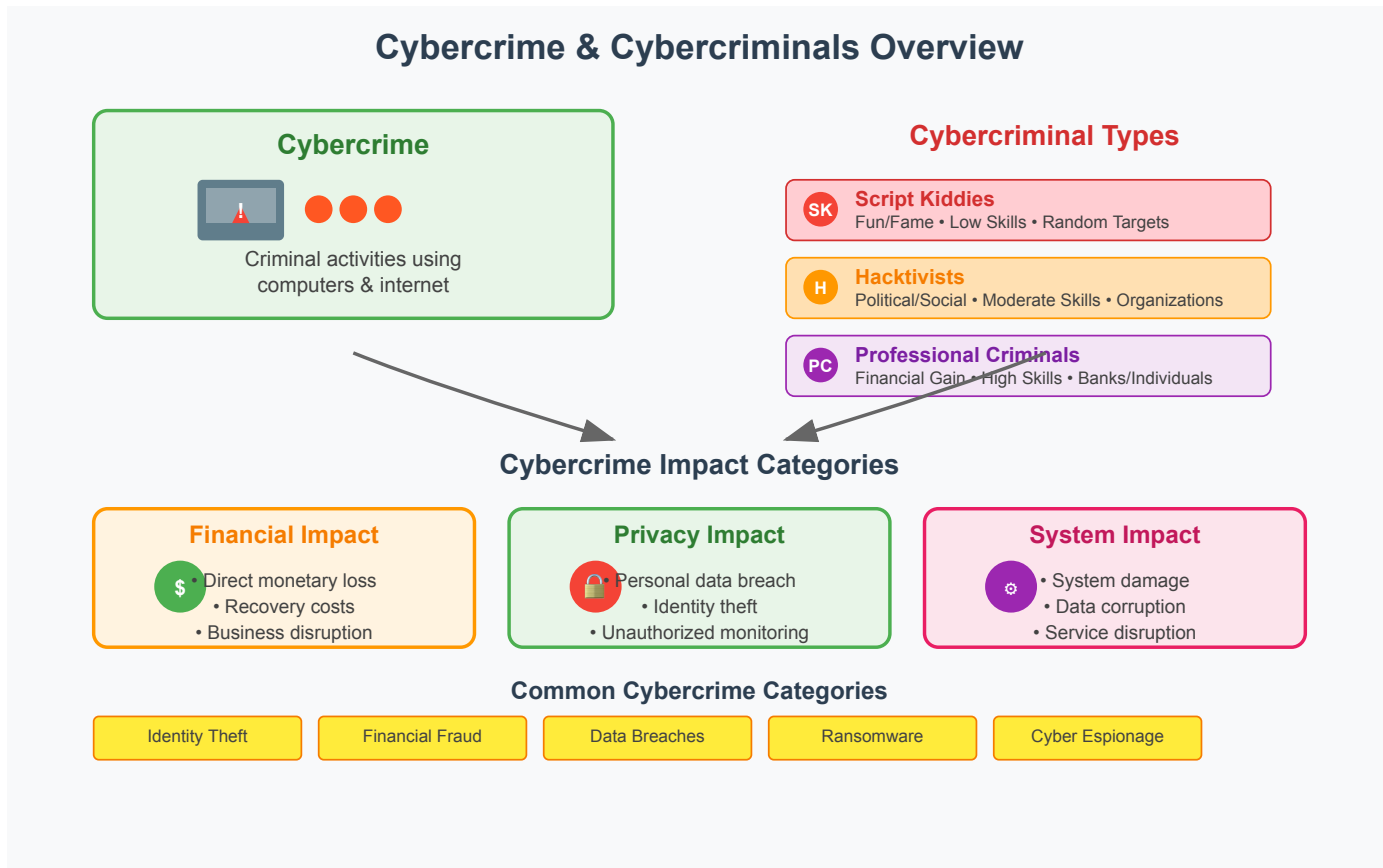 Cybercrime & Cybercriminals Overview
Cybercrime
!
Criminal activities using
computers & internet
Cybercriminal Types
SK
Script Kiddies
Fun/Fame • Low Skills • Random Targets
H
Hacktivists
Political/Social • Moderate Skills • Organizations
PC
Professional Criminals
Financial Gain • High Skills • Banks/Individuals
Cybercrime Impact Categories
Financial Impact
$
• Direct monetary loss
• Recovery costs
• Business disruption
Privacy Impact
• Personal data breach
• Identity theft
• Unauthorized monitoring
System Impact
• System damage
• Data corruption
• Service disruption
Common Cybercrime Categories
Identity Theft
Financial Fraud
Data Breaches
Ransomware
Cyber Espionage